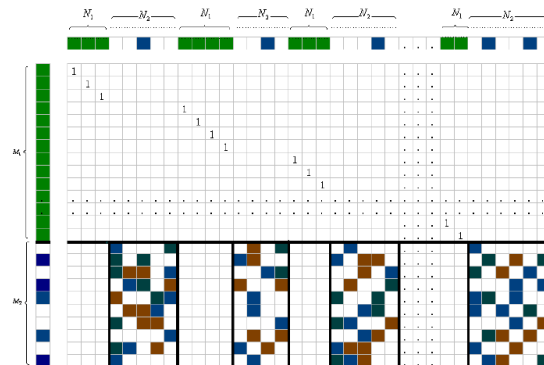 N₁ N₂ N₁ N₂ N₁ N₂ N₁ N₂
. . .
1
1
1
1
1
1
1
1
1
1
M₁
. . . . . . . . . . . . . . . . . . . . . . . . . . . . . . . . . .
. . . . . . . . . . . . . . . . . . . . . . . . . . . . . . . . . .
1
1
M₂